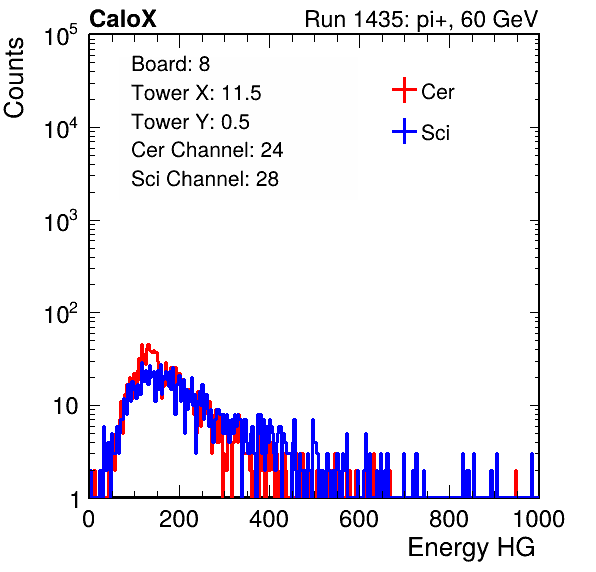 CaloX Run 1435: pi+, 60 GeV
Counts
Board: 8
Tower X: 11.5
Tower Y: 0.5
Cer Channel: 24
Sci Channel: 28
Cer
Sci
10^5
10^4
10^3
10^2
10
1
0 200 400 600 800 1000
Energy HG